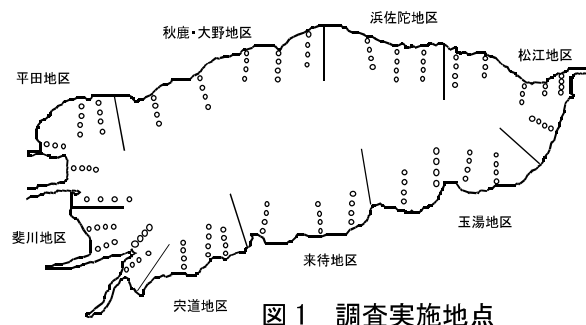 浜佐陀地区
秋鹿・大野地区
松江地区
平田地区
斐川地区
玉湯地区
来待地区
宍道地区
図1 調査実施地点